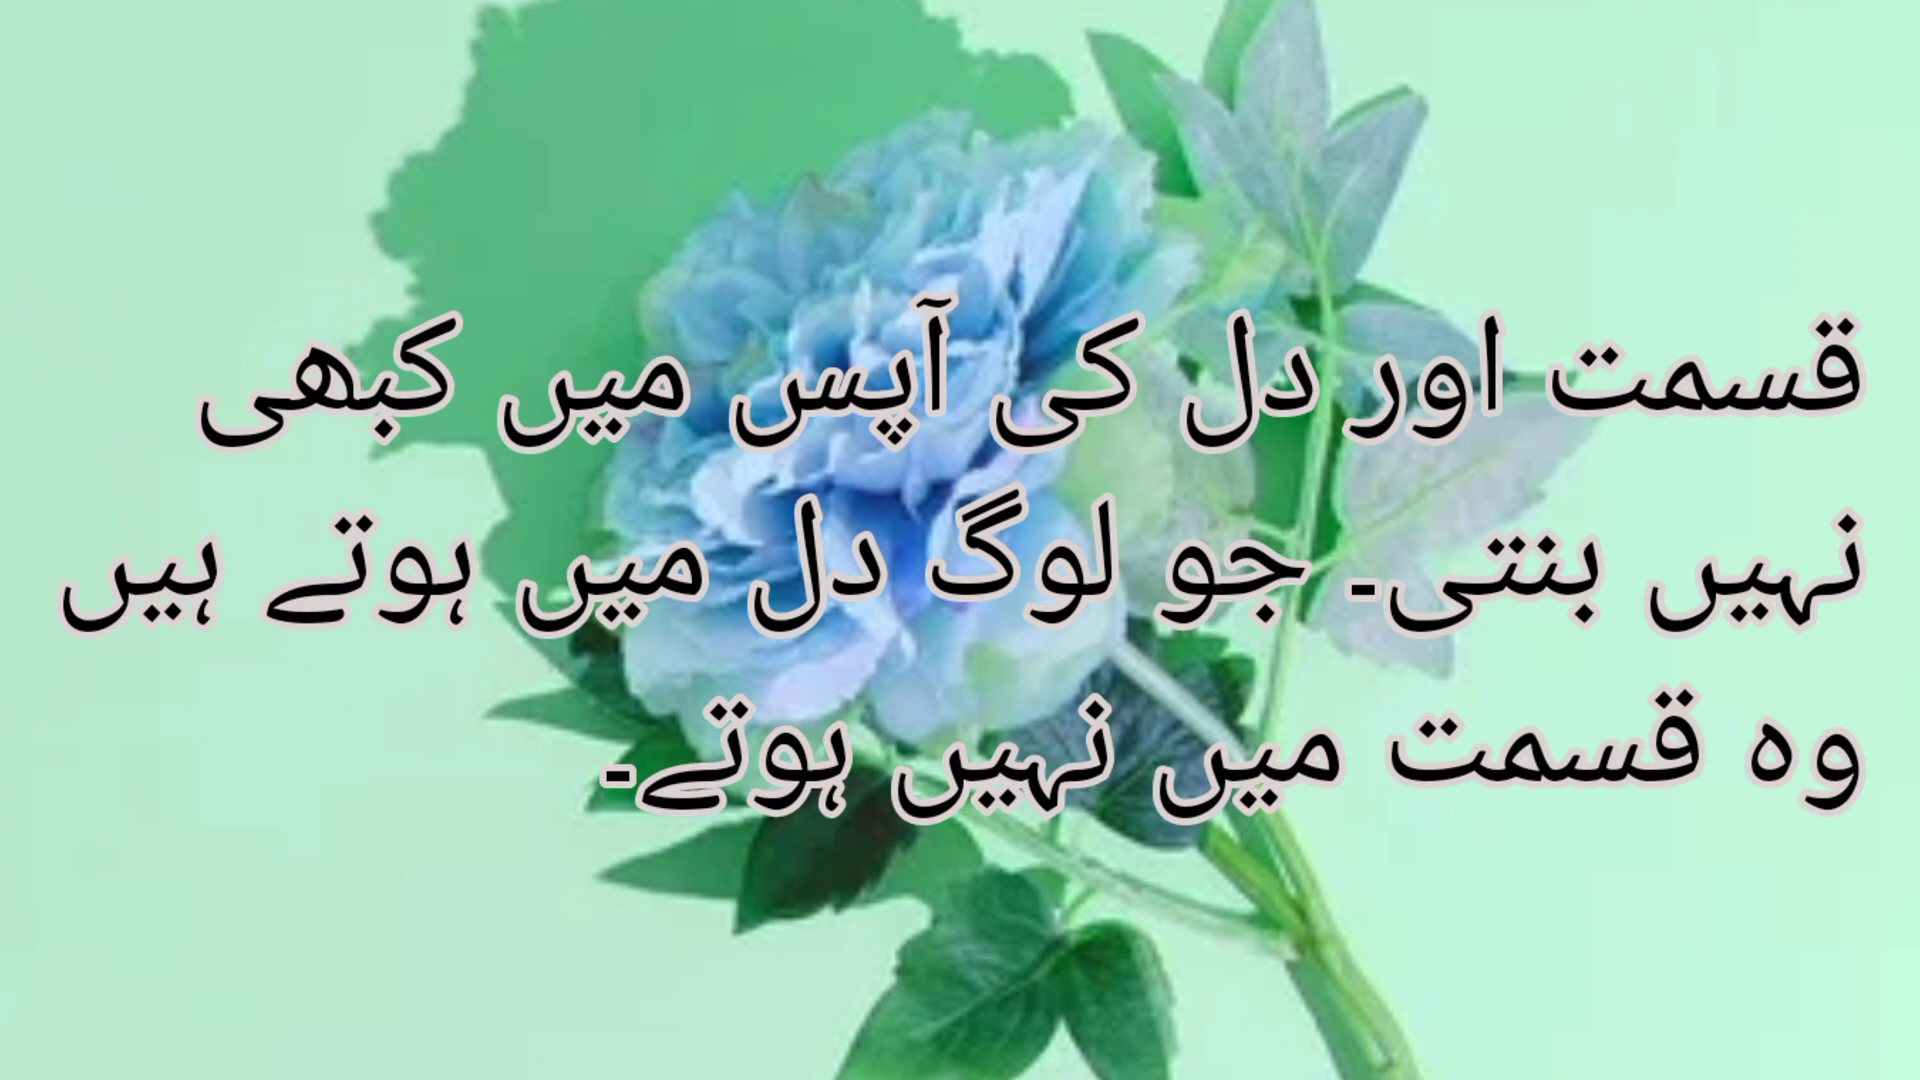 قسمت اور دل کی آپس میں کبھی
نہیں بنتی۔ جو لوگ دل میں ہوتے ہیں
وہ قسمت میں نہیں ہوتے۔